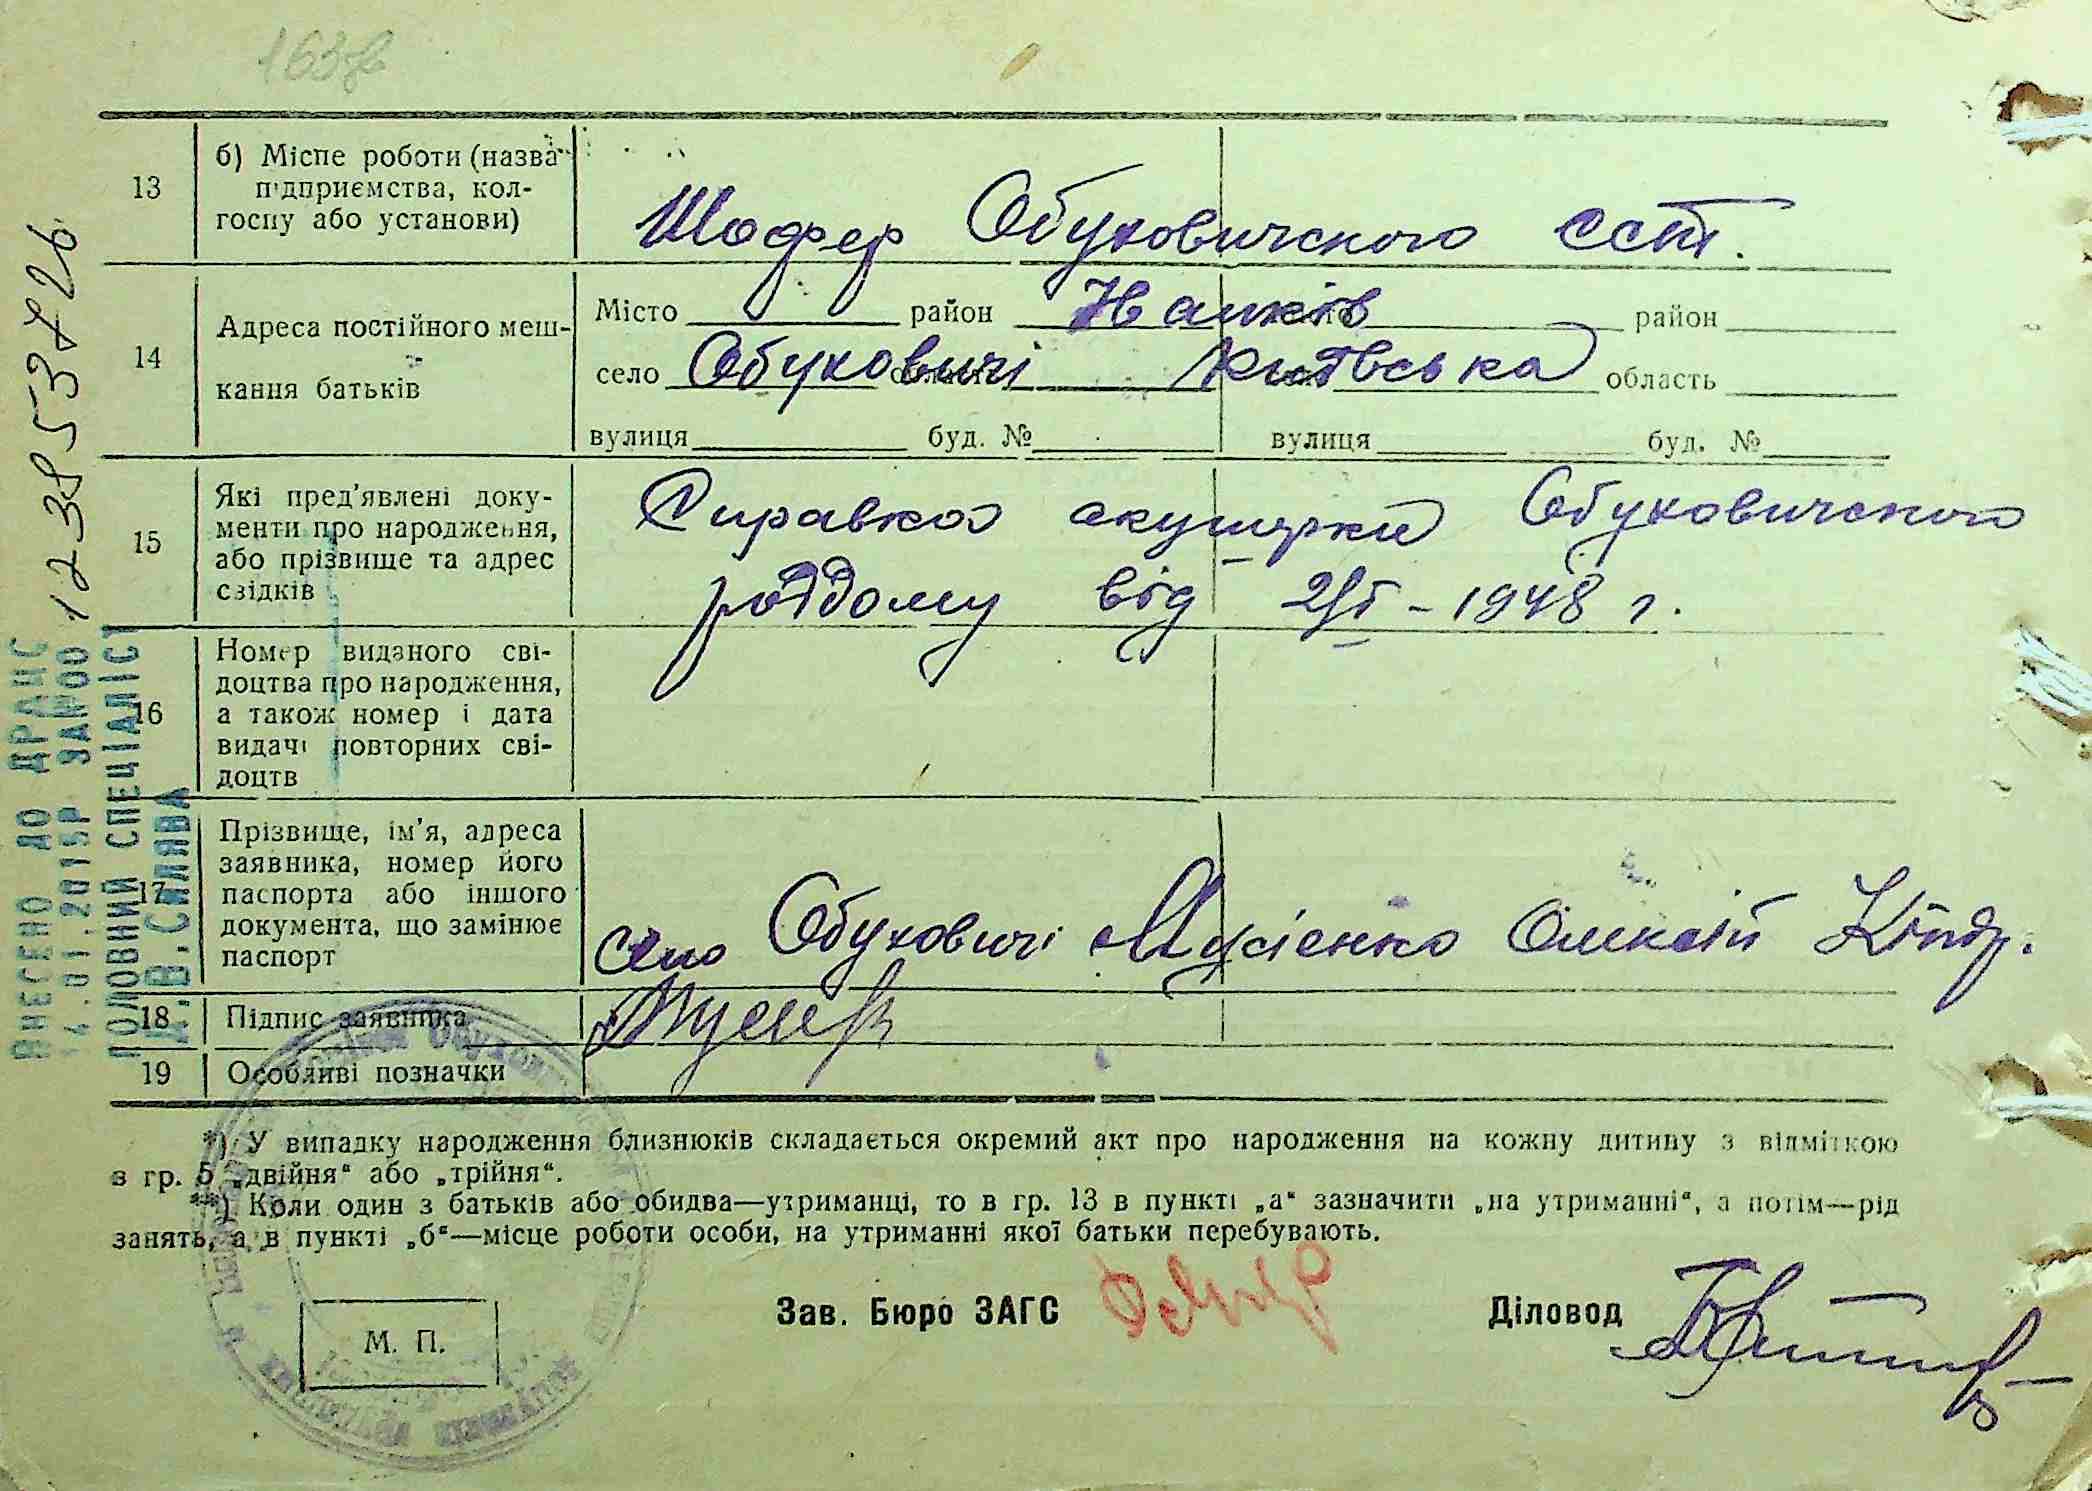 163
13
б) Місце роботи (назва
підприємства, кол-
госпу або установи)
Шофер Обуховичского сст.
14
Адреса постійного меш-
кання батьків
Місто район район
село Обуховичі Київська область
вулиця буд. № вулиця буд. №
15
Які пред'явлені доку-
менти про народження,
або прізвище та адрес
свідків
Справка акушерки Обуховичского
роддому від 2/I - 1948 г.
16
Номер виданого сві-
доцтва про народження,
а також номер і дата
видачі повторних сві-
доцтв
17
Прізвище, ім'я, адреса
заявника, номер його
паспорта або іншого
документа, що замінює
паспорт
село Обуховичі Мусієнко Олексій
18
Підпис заявника
19
Особливі позначки
*) У випадку народження близнюків складається окремий акт про народження на кожну дитину з відміткою
в гр. 5 „двійня“ або „трійня“.
**) Коли один з батьків або обидва—утриманці, то в гр. 13 в пункті „а“ зазначити „на утриманні“, а потім—рід
занять, а в пункті „б“—місце роботи особи, на утриманні якої батьки перебувають.
Зав. Бюро ЗАГС
Діловод
М. П.
ВНЕСЕНО ДО ДРАЦС
14.01.2015Р ЗА№00 1238537826
ГОЛОВНИЙ СПЕЦІАЛІСТ
В.СИЛЯВА